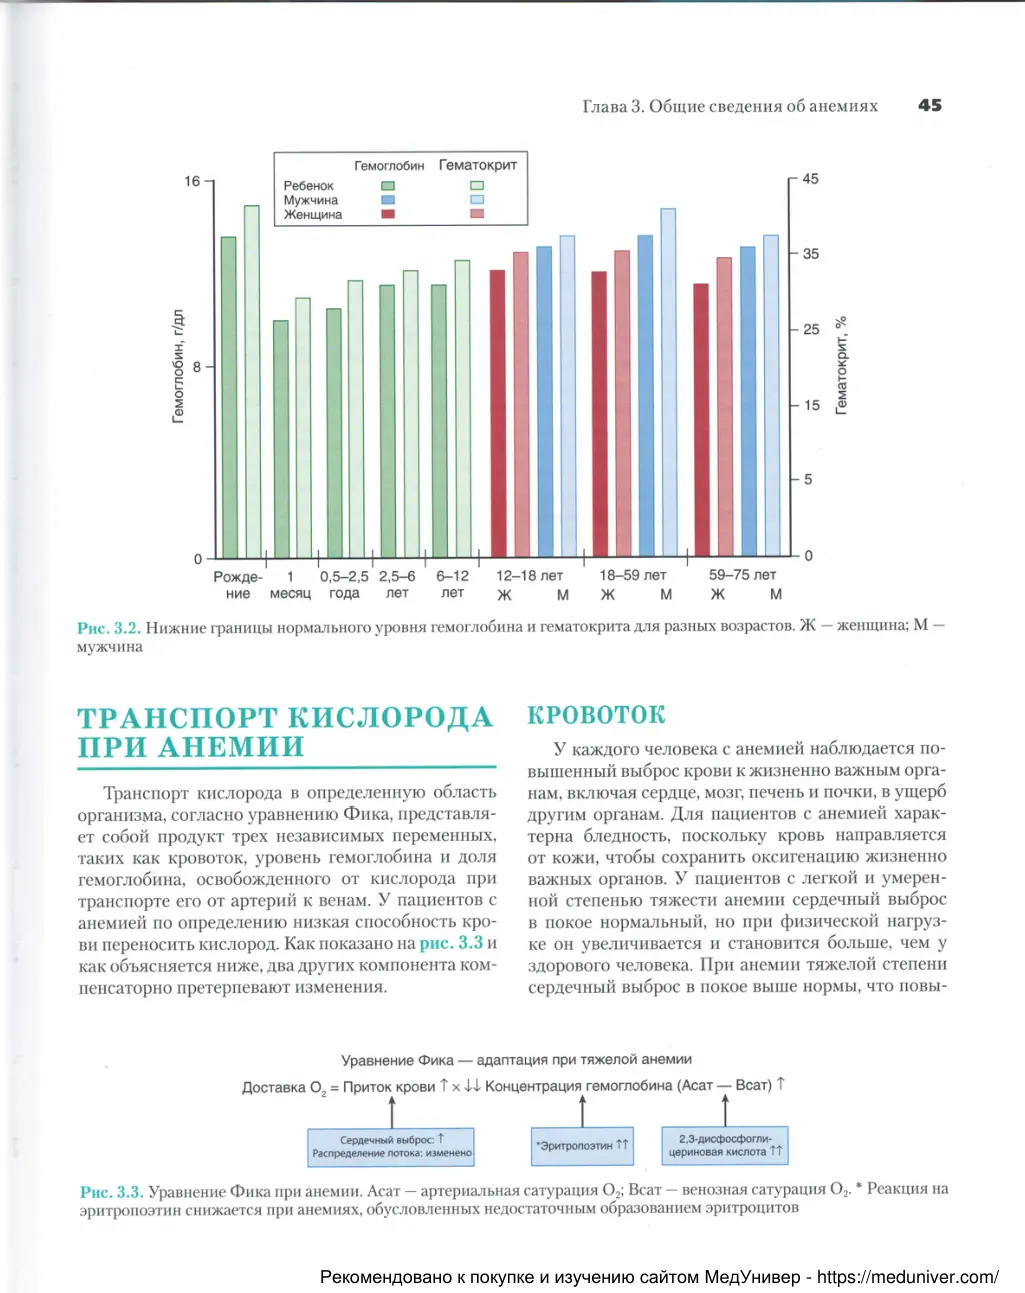 Глава 3. Общие сведения об анемиях 45
Гемоглобин Гематокрит
Ребенок
Мужчина
Женщина
16
8
0
Гемоглобин, г/дл
45
35
25
15
5
0
Гематокрит, %
Рожде-
ние
1
месяц
0,5–2,5
года
2,5–6
лет
6–12
лет
12–18 лет
Ж М
18–59 лет
Ж М
59–75 лет
Ж М
Рис. 3.2. Нижние границы нормального уровня гемоглобина и гематокрита для разных возрастов. Ж — женщина; М —
мужчина
ТРАНСПОРТ КИСЛОРОДА
ПРИ АНЕМИИ
Транспорт кислорода в определенную область
организма, согласно уравнению Фика, представля-
ет собой продукт трех независимых переменных,
таких как кровоток, уровень гемоглобина и доля
гемоглобина, освобожденного от кислорода при
транспорте его от артерий к венам. У пациентов с
анемией по определению низкая способность кро-
ви переносить кислород. Как показано на рис. 3.3 и
как объясняется ниже, два других компонента ком-
пенсаторно претерпевают изменения.
КРОВОТОК
У каждого человека с анемией наблюдается по-
вышенный выброс крови к жизненно важным орга-
нам, включая сердце, мозг, печень и почки, в ущерб
другим органам. Для пациентов с анемией харак-
терна бледность, поскольку кровь направляется
от кожи, чтобы сохранить оксигенацию жизненно
важных органов. У пациентов с легкой и умерен-
ной степенью тяжести анемии сердечный выброс
в покое нормальный, но при физической нагруз-
ке он увеличивается и становится больше, чем у
здорового человека. При анемии тяжелой степени
сердечный выброс в покое выше нормы, что повы-
Уравнение Фика — адаптация при тяжелой анемии
Доставка O₂ = Приток крови ↑ × ↓↓ Концентрация гемоглобина (Асат — Всат) ↑
Сердечный выброс: ↑
Распределение потока: изменено
*Эритропоэтин ↑↑
2,3-дисфосфогли-
цериновая кислота ↑↑
Рис. 3.3. Уравнение Фика при анемии. Асат — артериальная сатурация O₂; Всат — венозная сатурация O₂. * Реакция на
эритропоэтин снижается при анемиях, обусловленных недостаточным образованием эритроцитов
Рекомендовано к покупке и изучению сайтом МедУнивер - https://meduniver.com/